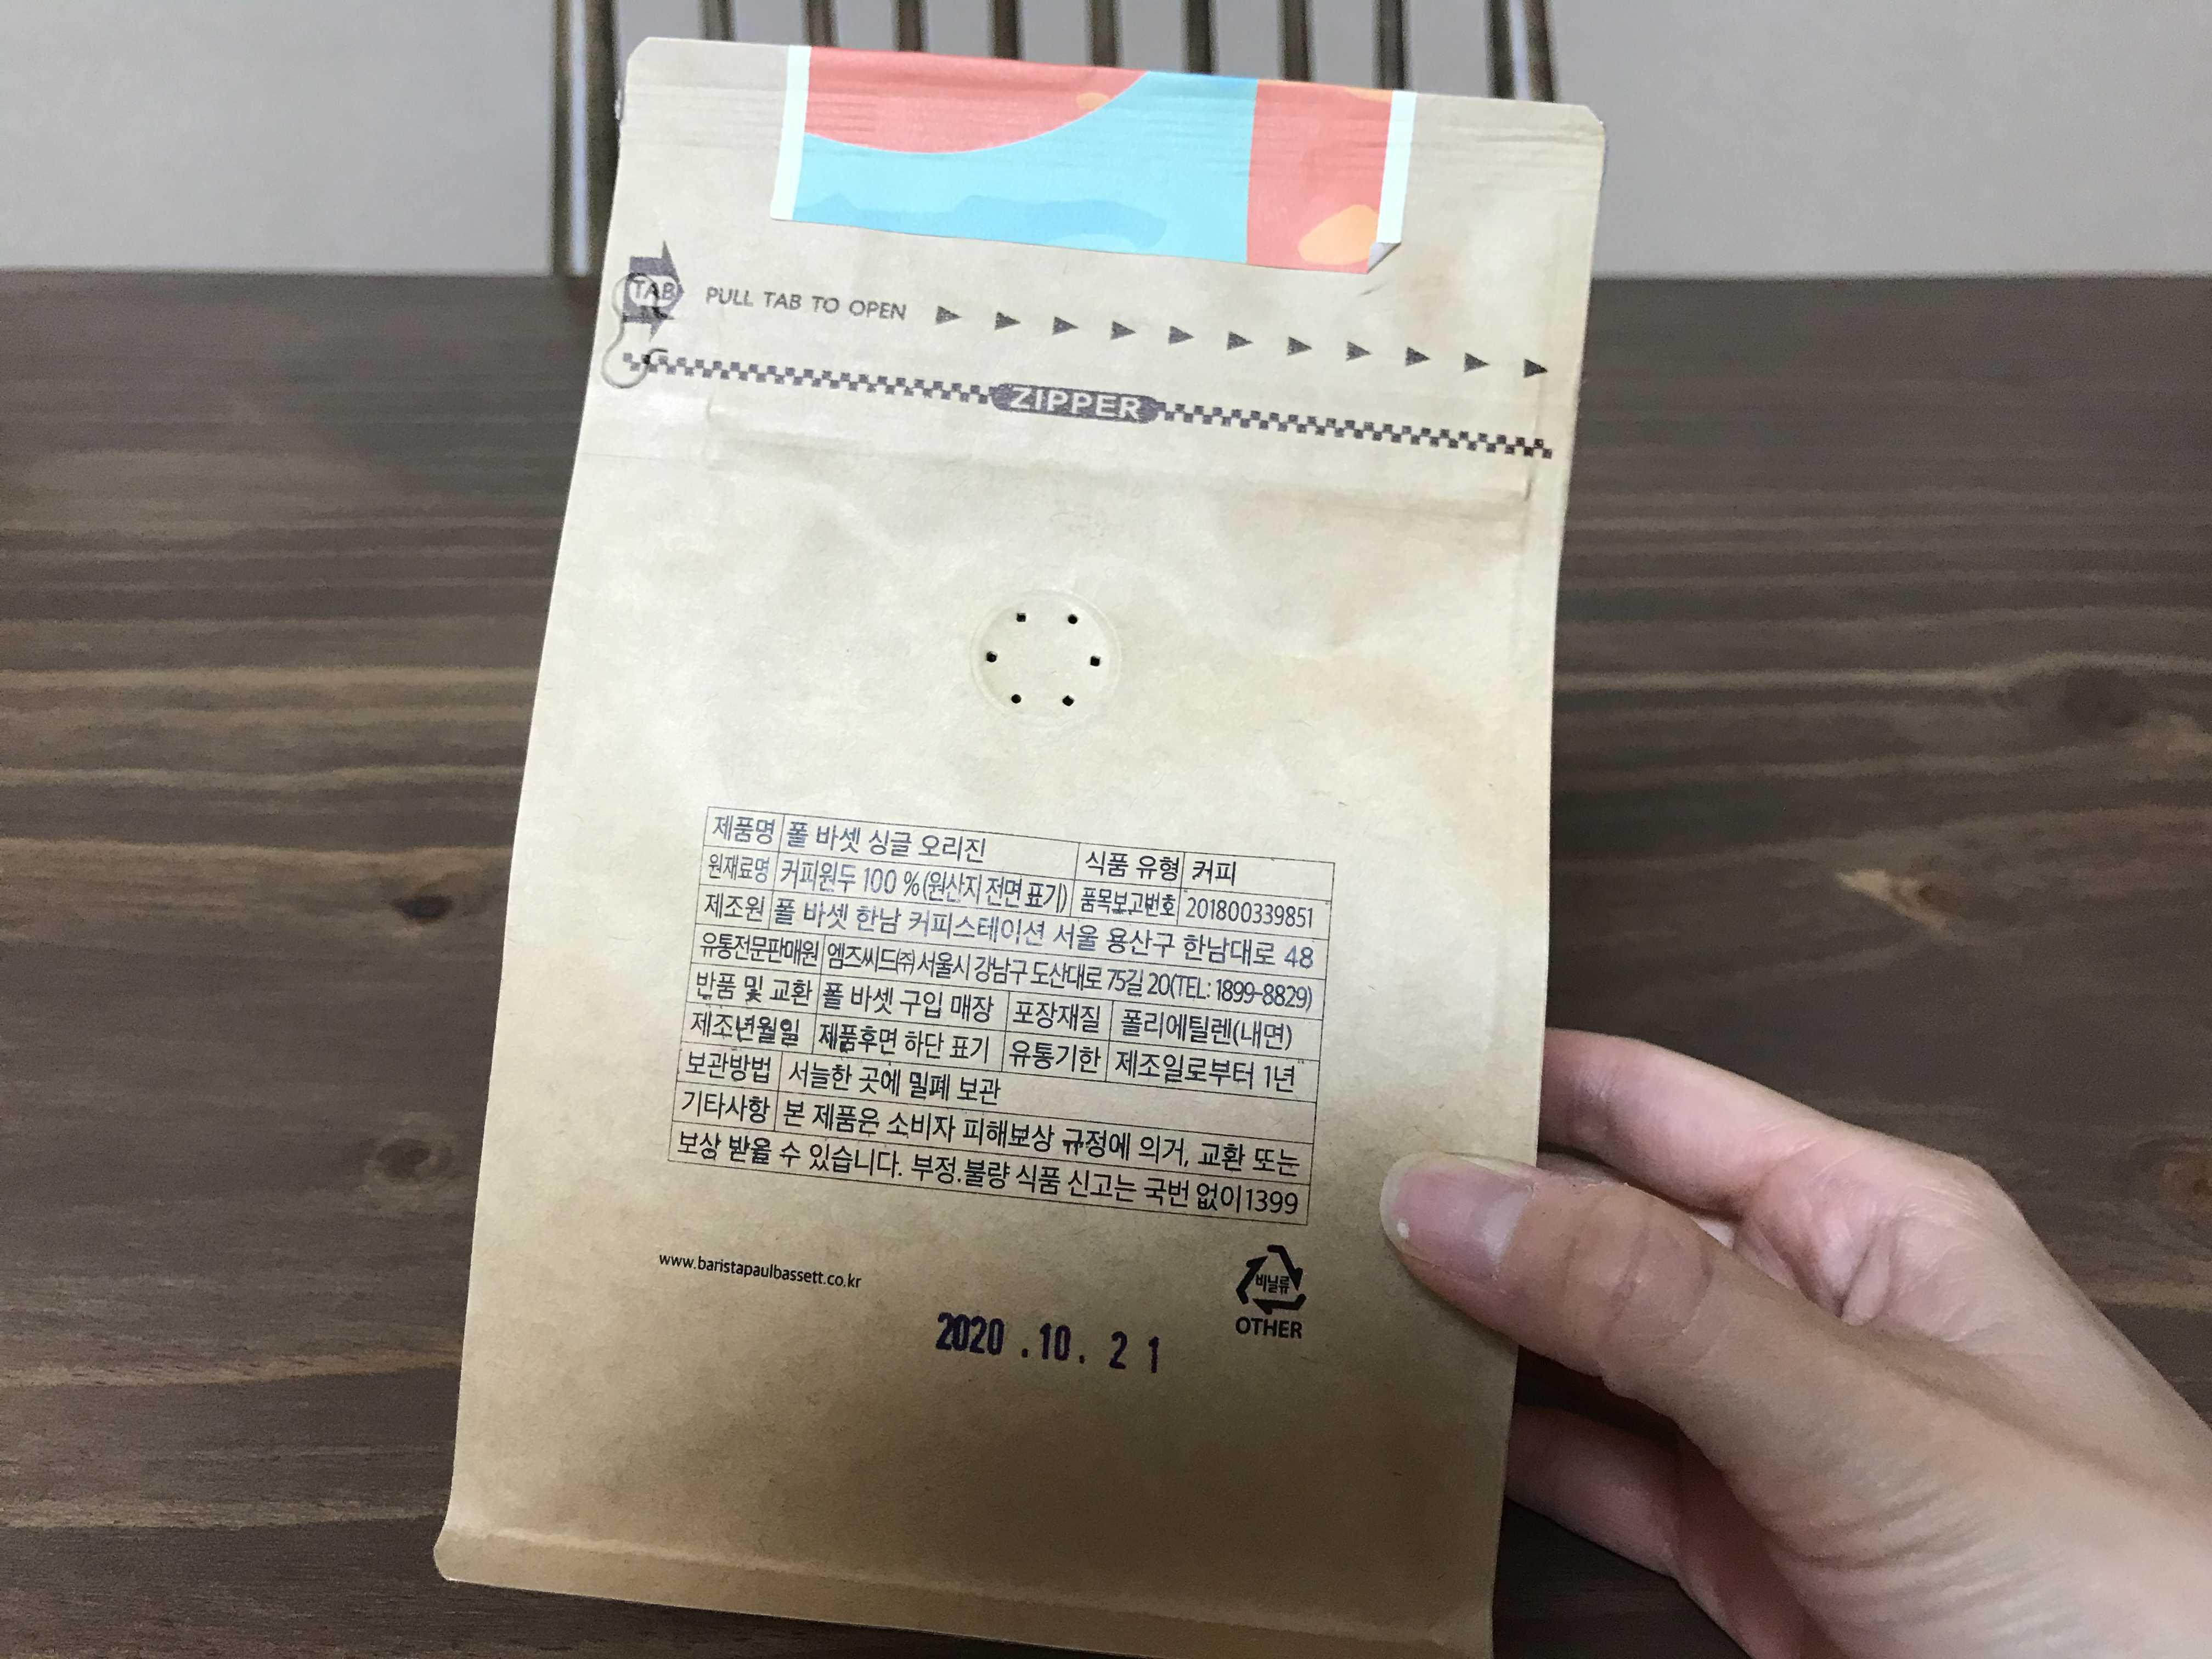 TAB PULL TAB TO OPEN
ZIPPER
제품명 폴 바셋 싱글 오리진 식품 유형 커피
원재료명 커피원두 100 %(원산지 전면 표기) 품목보고번호 201800339851
제조원 폴 바셋 한남 커피스테이션 서울 용산구 한남대로 48
유통전문판매원 엠즈씨드㈜ 서울시 강남구 도산대로 75길 20(TEL: 1899-8829)
반품 및 교환 폴 바셋 구입 매장 포장재질 폴리에틸렌(내면)
제조년월일 제품후면 하단 표기 유통기한 제조일로부터 1년
보관방법 서늘한 곳에 밀폐 보관
기타사항 본 제품은 소비자 피해보상 규정에 의거, 교환 또는
보상 받을 수 있습니다. 부정.불량 식품 신고는 국번 없이1399
www.baristapaulbassett.co.kr
비닐류
OTHER
2020 .10. 2 1